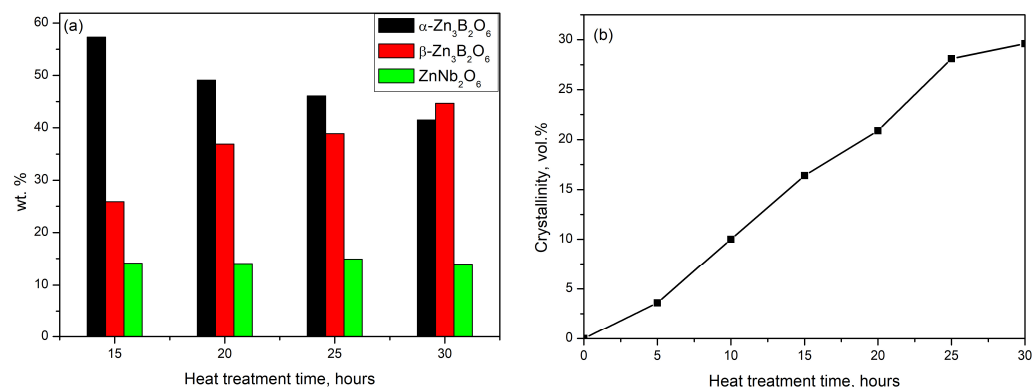 (a)
α-Zn₃B₂O₆
β-Zn₃B₂O₆
ZnNb₂O₆
60
50
40
30
20
10
0
wt. %
15 20 25 30
Heat treatment time, hours
(b)
30
25
20
15
10
5
0
Crystallinity, vol.%
0 5 10 15 20 25 30
Heat treatment time, hours